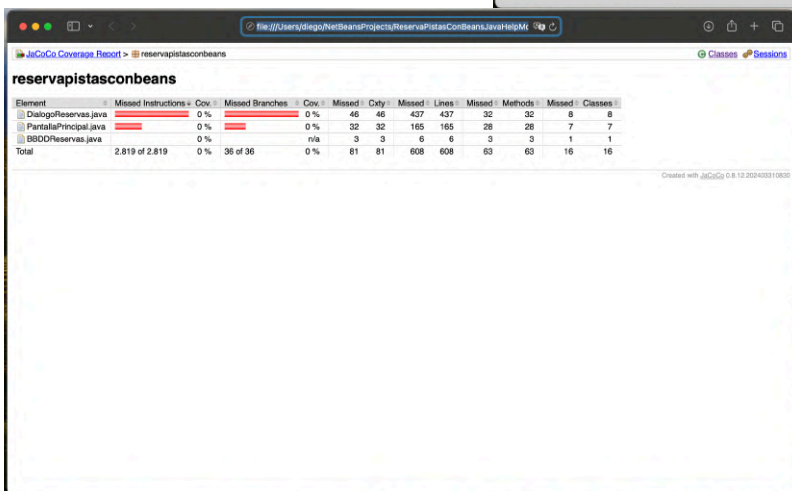 file:///Users/diego/NetBeansProjects/ReservaPistasConBeansJavaHelpMo
JaCoCo Coverage Report > reservapistasconbeans Classes Sessions
reservapistasconbeans
Element Missed Instructions Cov. Missed Branches Cov. Missed Cxty Missed Lines Missed Methods Missed Classes
DialogoReservas.java 0 % 0 % 46 46 437 437 32 32 8 8
PantallaPrincipal.java 0 % 0 % 32 32 165 165 28 28 7 7
BBDDReservas.java 0 % n/a 3 3 6 6 3 3 1 1
Total 2.819 of 2.819 0 % 36 of 36 0 % 81 81 608 608 63 63 16 16
Created with JaCoCo 0.8.12.202403310830